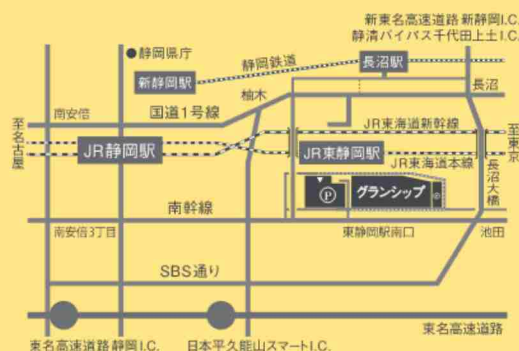 新東名高速道路 新静岡I.C.
静清バイパス千代田上土I.C.
静岡県庁
静岡鉄道
長沼駅
新静岡駅
柚木
長沼
南安倍
国道1号線
JR東海道新幹線
至名古屋
至東京
JR静岡駅
JR東静岡駅
JR東海道本線
長沼大橋
P
グランシップ
P
南幹線
南安倍3丁目
東静岡駅南口
池田
SBS通り
東名高速道路
東名高速道路 静岡I.C.
日本平久能山スマートI.C.